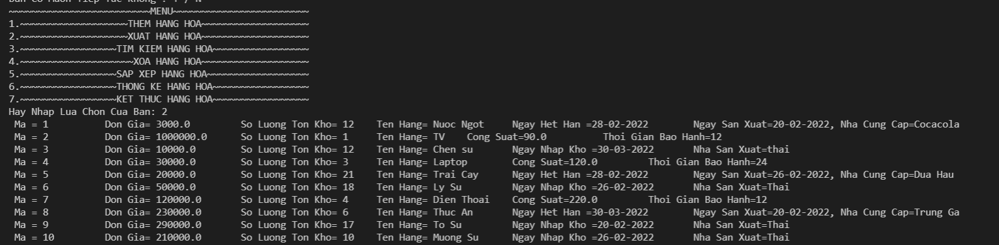 Ban Co Muon Tiep Tuc Khong : Y / N
~~~~~~~~~~~~~~~~~~~~~~~~~MENU~~~~~~~~~~~~~~~~~~~~~~~~
1.~~~~~~~~~~~~~~~~~~~THEM HANG HOA~~~~~~~~~~~~~~~~~~~
2.~~~~~~~~~~~~~~~~~~~XUAT HANG HOA~~~~~~~~~~~~~~~~~~~
3.~~~~~~~~~~~~~~~~~TIM KIEM HANG HOA~~~~~~~~~~~~~~~~~
4.~~~~~~~~~~~~~~~~~~~~XOA HANG HOA~~~~~~~~~~~~~~~~~~~
5.~~~~~~~~~~~~~~~~~SAP XEP HANG HOA~~~~~~~~~~~~~~~~~~
6.~~~~~~~~~~~~~~~~~THONG KE HANG HOA~~~~~~~~~~~~~~~~~
7.~~~~~~~~~~~~~~~~~KET THUC HANG HOA~~~~~~~~~~~~~~~~~
Hay Nhap Lua Chon Cua Ban: 2
Ma = 1 Don Gia= 3000.0 So Luong Ton Kho= 12 Ten Hang= Nuoc Ngot Ngay Het Han =28-02-2022 Ngay San Xuat=20-02-2022, Nha Cung Cap=Cocacola
Ma = 2 Don Gia= 1000000.0 So Luong Ton Kho= 1 Ten Hang= TV Cong Suat=90.0 Thoi Gian Bao Hanh=12
Ma = 3 Don Gia= 10000.0 So Luong Ton Kho= 12 Ten Hang= Chen su Ngay Nhap Kho =30-03-2022 Nha San Xuat=thai
Ma = 4 Don Gia= 30000.0 So Luong Ton Kho= 3 Ten Hang= Laptop Cong Suat=120.0 Thoi Gian Bao Hanh=24
Ma = 5 Don Gia= 20000.0 So Luong Ton Kho= 21 Ten Hang= Trai Cay Ngay Het Han =28-02-2022 Ngay San Xuat=26-02-2022, Nha Cung Cap=Dua Hau
Ma = 6 Don Gia= 50000.0 So Luong Ton Kho= 18 Ten Hang= Ly Su Ngay Nhap Kho =26-02-2022 Nha San Xuat=Thai
Ma = 7 Don Gia= 120000.0 So Luong Ton Kho= 4 Ten Hang= Dien Thoai Cong Suat=220.0 Thoi Gian Bao Hanh=12
Ma = 8 Don Gia= 230000.0 So Luong Ton Kho= 6 Ten Hang= Thuc An Ngay Het Han =30-03-2022 Ngay San Xuat=20-02-2022, Nha Cung Cap=Trung Ga
Ma = 9 Don Gia= 290000.0 So Luong Ton Kho= 17 Ten Hang= To Su Ngay Nhap Kho =20-02-2022 Nha San Xuat=Thai
Ma = 10 Don Gia= 210000.0 So Luong Ton Kho= 10 Ten Hang= Muong Su Ngay Nhap Kho =26-02-2022 Nha San Xuat=Thai